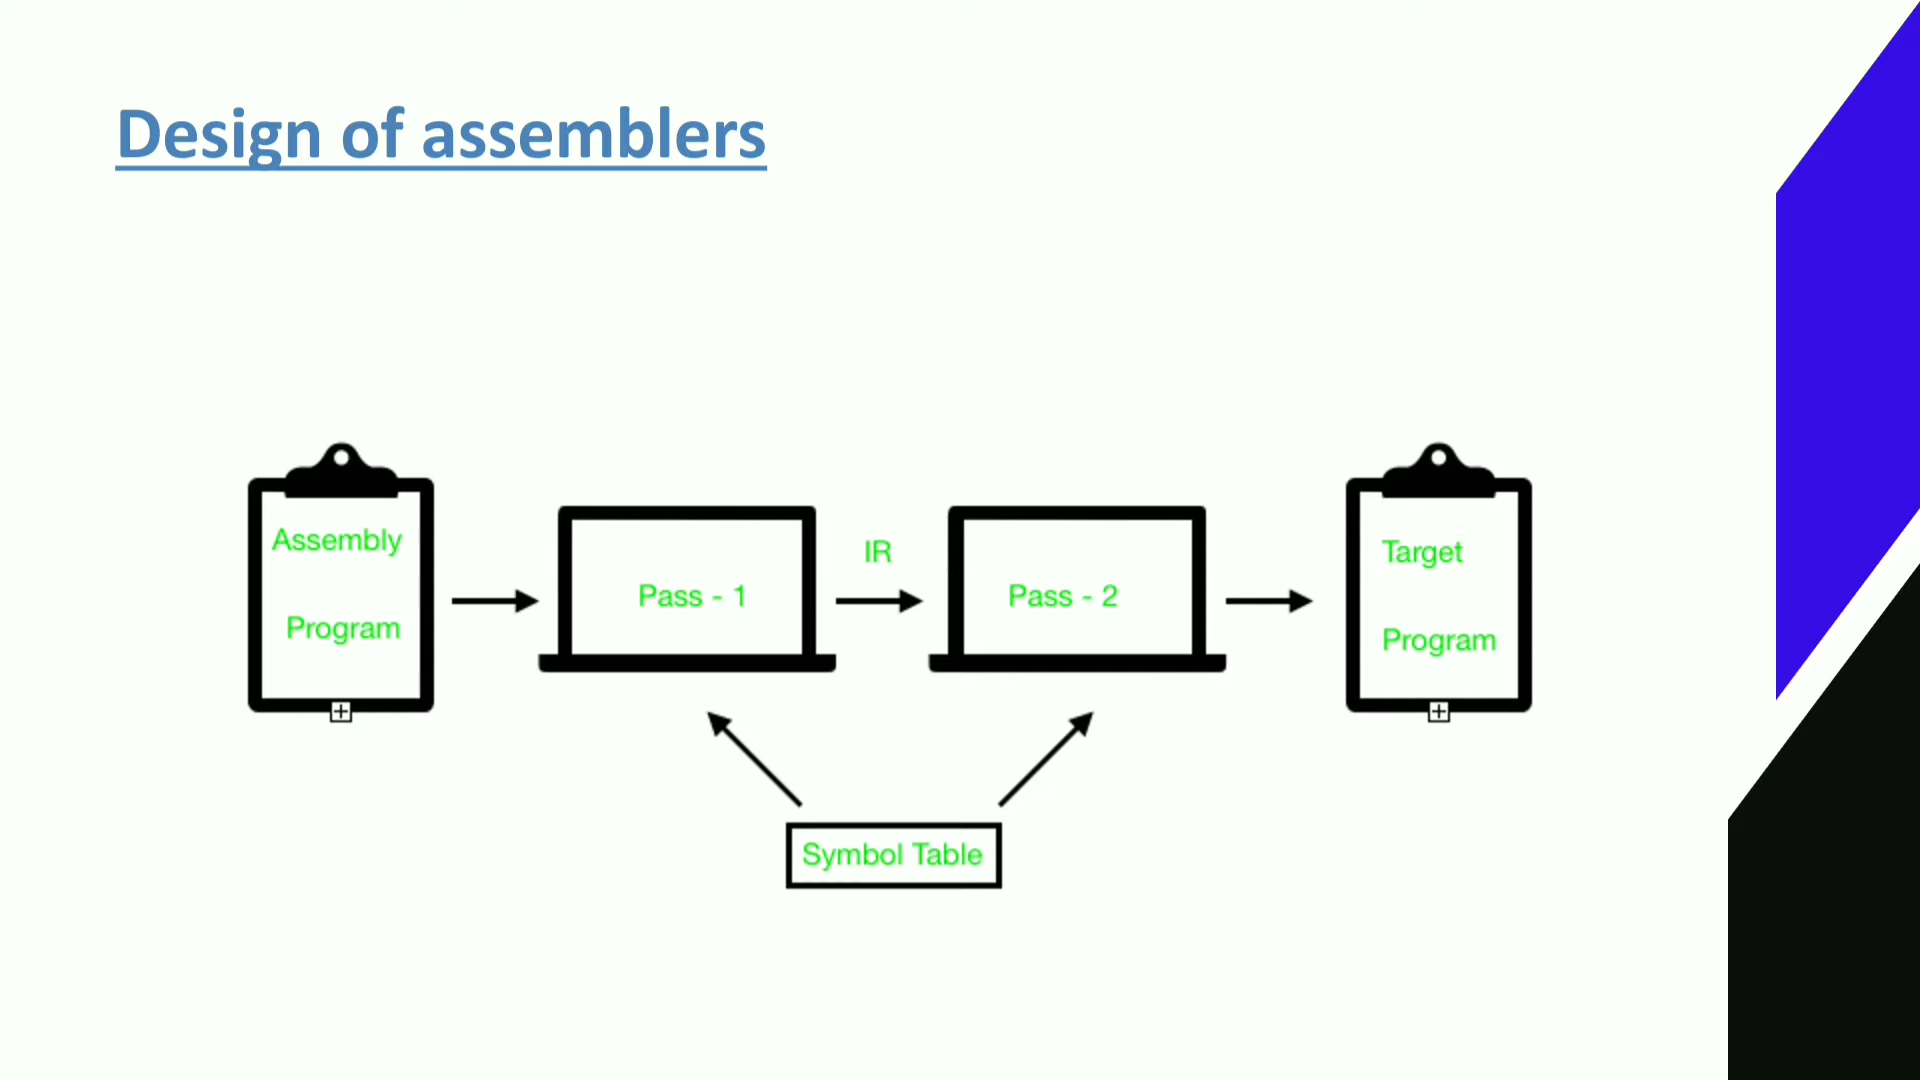 Design of assemblers
Assembly
Program
Pass - 1
IR
Pass - 2
Target
Program
Symbol Table